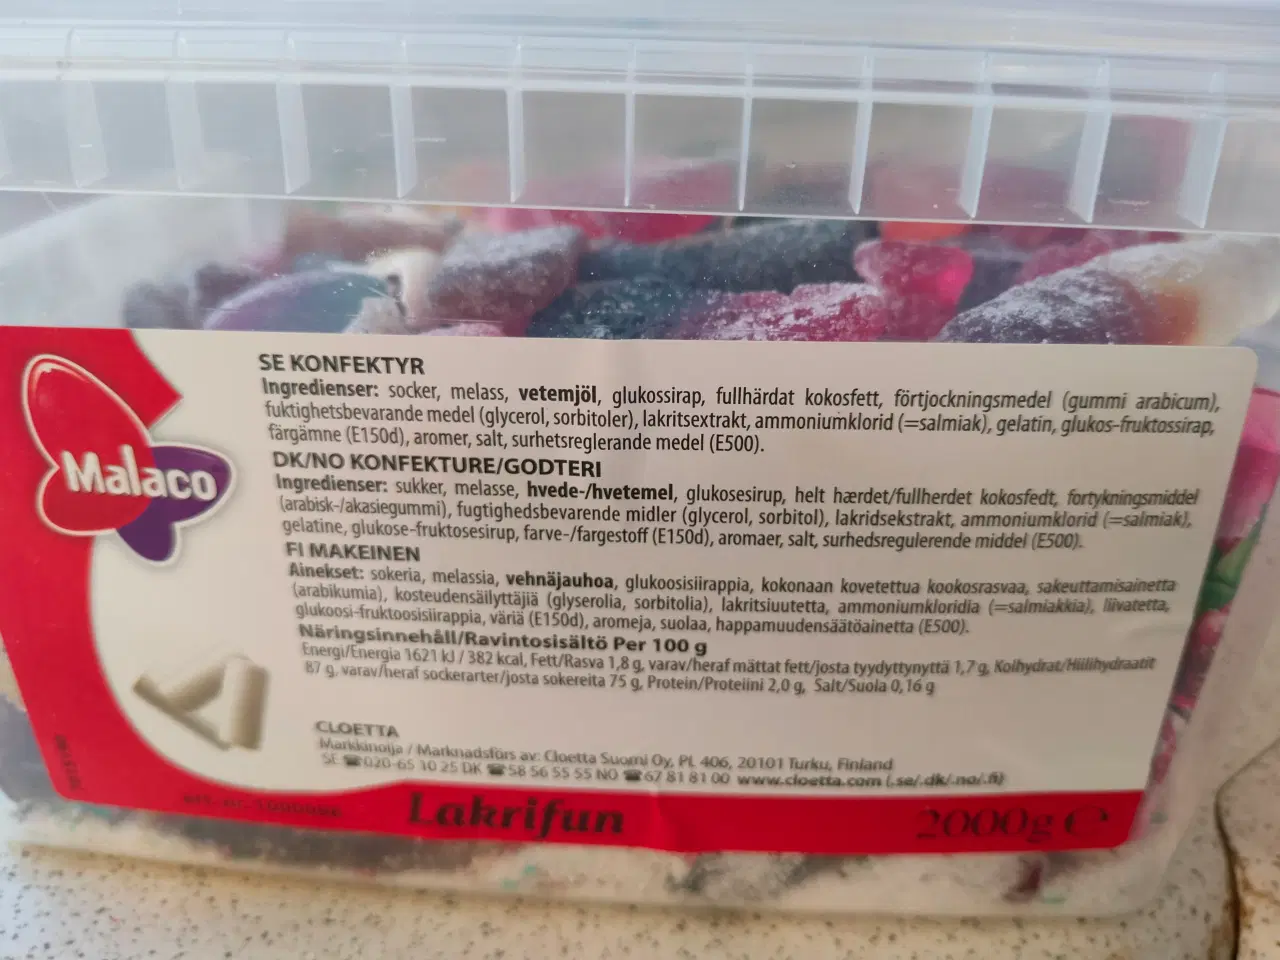 SE KONFEKTYR
Ingredienser: socker, melass, vetemjöl, glukossirap, fullhärdat kokosfett, förtjockningsmedel (gummi arabicum),
fuktighetsbevarande medel (glycerol, sorbitoler), lakritsextrakt, ammoniumklorid (=salmiak), gelatin, glukos-fruktossirap,
färgämne (E150d), aromer, salt, surhetsreglerande medel (E500).
DK/NO KONFEKTURE/GODTERI
Ingredienser: sukker, melasse, hvede-/hvetemel, glukosesirup, helt hærdet/fullherdet kokosfedt, fortykningsmiddel
(arabisk-/akasiegummi), fugtighedsbevarende midler (glycerol, sorbitol), lakridsekstrakt, ammoniumklorid (=salmiak),
gelatine, glukose-fruktosesirup, farve-/fargestoff (E150d), aromaer, salt, surhedsregulerende middel (E500).
FI MAKEINEN
Ainekset: sokeria, melassia, vehnäjauhoa, glukoosisiirappia, kokonaan kovetettua kookosrasvaa, sakeuttamisainetta
(arabikumia), kosteudensäilyttäjiä (glyserolia, sorbitolia), lakritsiuutetta, ammoniumkloridia (=salmiakkia), liivatetta,
glukoosi-fruktoosisiirappia, väriä (E150d), aromeja, suolaa, happamuudensäätöainetta (E500).
Näringsinnehåll/Ravintosisältö Per 100 g
Energi/Energia 1621 kJ / 382 kcal, Fett/Rasva 1,8 g, varav/heraf mättat fett/josta tyydyttynyttä 1,7 g, Kolhydrat/Hiilihydraatit
87 g, varav/heraf sockerarter/josta sokereita 75 g, Protein/Proteiini 2,0 g, Salt/Suola 0,16 g
Malaco
CLOETTA
Markkinoija / Marknadsförs av: Cloetta Suomi Oy, PL 406, 20101 Turku, Finland
SE ☎020-65 10 25 DK ☎58 56 55 55 NO ☎67 81 81 00 www.cloetta.com (.se/.dk/.no/.fi)
Lakrifun
2000g ℮